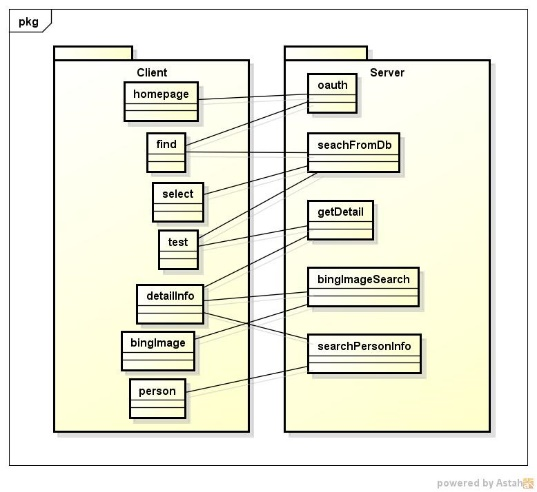 pkg
Client
homepage
find
select
test
detailInfo
bingImage
person
Server
oauth
seachFromDb
getDetail
bingImageSearch
searchPersonInfo
powered by Astah